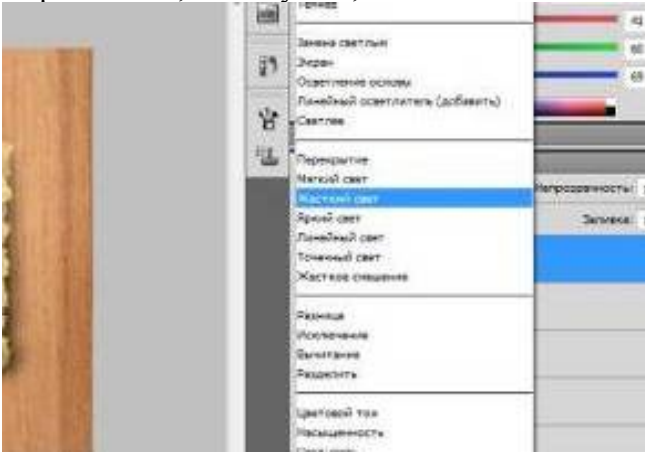 Темнее
Замена светлым
Экран
Осветление основы
Линейный осветлитель (добавить)
Светлее
Перекрытие
Мягкий свет
Жесткий свет
Непрозрачность:
Яркий свет
Заливка:
Линейный свет
Точечный свет
Жесткое смешение
Разница
Исключение
Вычитание
Разделить
Цветовой тон
Насыщенность